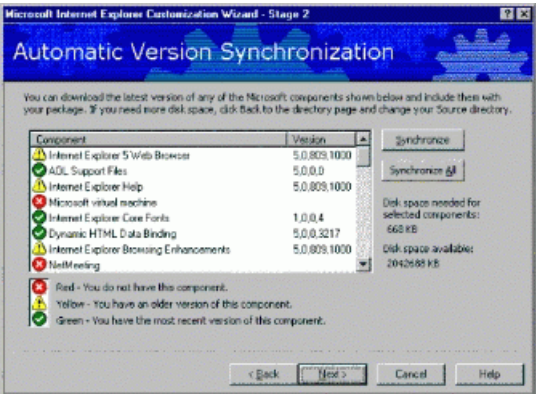 Microsoft Internet Explorer Customization Wizard - Stage 2
Automatic Version Synchronization
You can download the latest version of any of the Microsoft components shown below and include them with
your package. If you need more disk space, click Back to the directory page and change your Source directory.
Component Version
Internet Explorer 5 Web Browser 5,0,809,1000
AOL Support Files 5,0,0,0
Internet Explorer Help 5,0,809,1000
Microsoft virtual machine
Internet Explorer Core Fonts 1,0,0,4
Dynamic HTML Data Binding 5,0,0,3217
Internet Explorer Browsing Enhancements 5,0,809,1000
NetMeeting
Synchronize
Synchronize All
Disk space needed for
selected components:
668 KB
Disk space available:
2042688 KB
Red - You do not have this component.
Yellow - You have an older version of this component.
Green - You have the most recent version of this component.
< Back
Next >
Cancel
Help